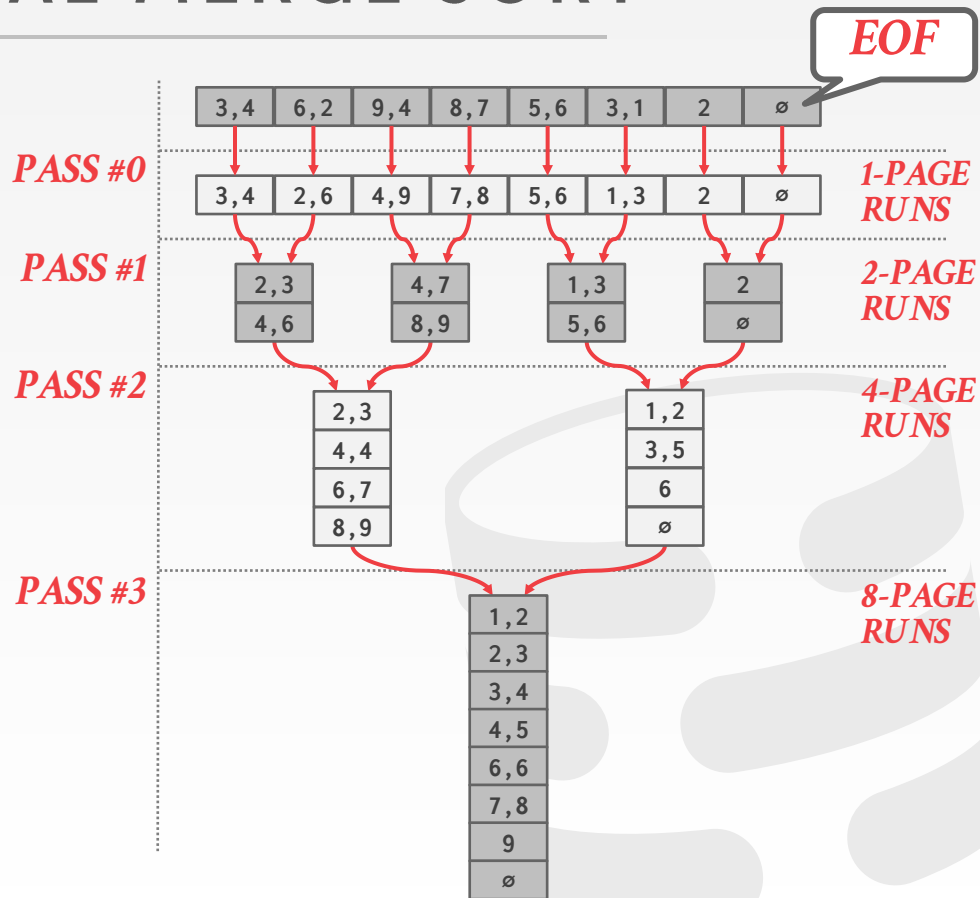 AL MERGE SORT
EOF
3,4 6,2 9,4 8,7 5,6 3,1 2 ∅
PASS #0
3,4 2,6 4,9 7,8 5,6 1,3 2 ∅
1-PAGE
RUNS
PASS #1
2,3 4,7 1,3 2
4,6 8,9 5,6 ∅
2-PAGE
RUNS
PASS #2
2,3
4,4
6,7
8,9
1,2
3,5
6
∅
4-PAGE
RUNS
PASS #3
1,2
2,3
3,4
4,5
6,6
7,8
9
∅
8-PAGE
RUNS